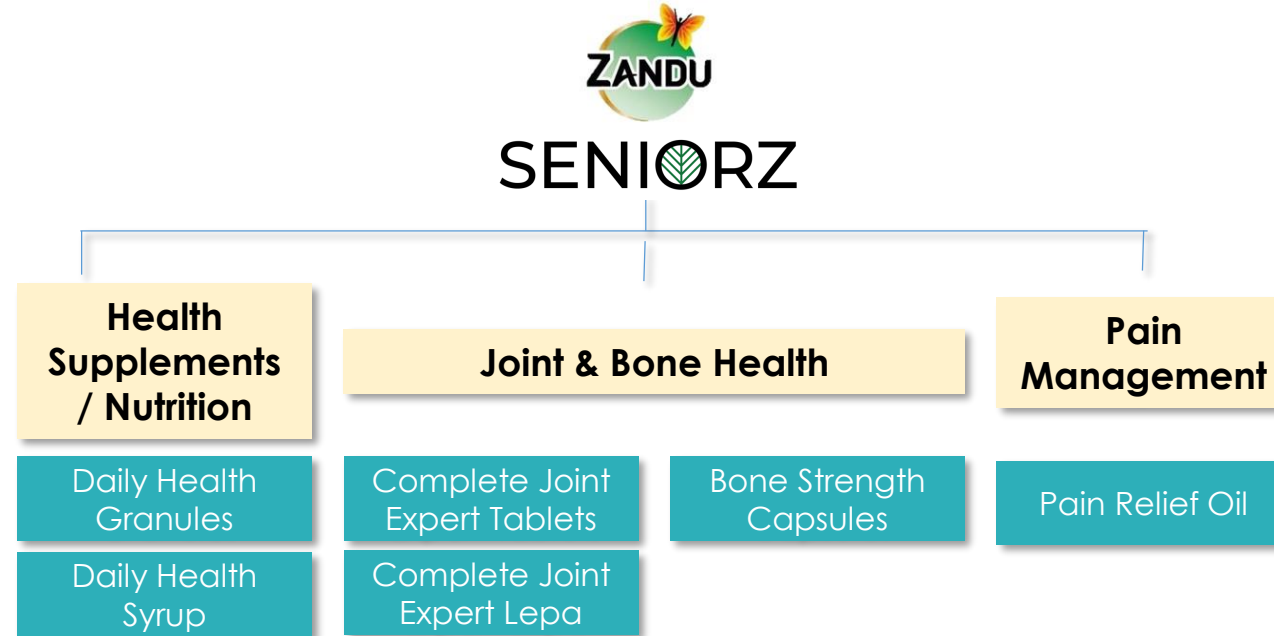 ZANDU
SENIORZ
Health
Supplements
/ Nutrition
Joint & Bone Health
Pain
Management
Daily Health
Granules
Complete Joint
Expert Tablets
Bone Strength
Capsules
Pain Relief Oil
Daily Health
Syrup
Complete Joint
Expert Lepa